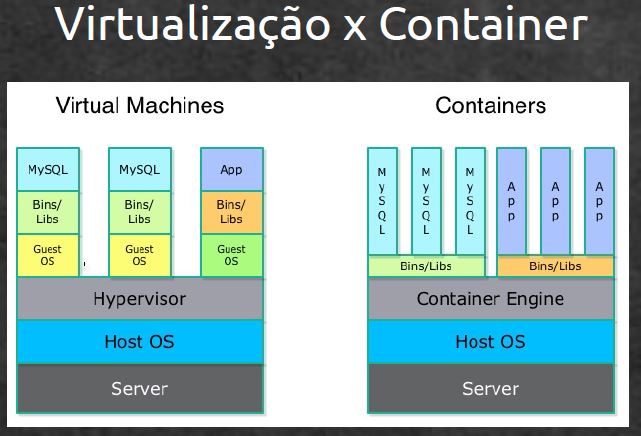 Virtualização x Container
Virtual Machines
Containers
MySQL
MySQL
App
Bins/
Libs
Bins/
Libs
Bins/
Libs
Guest
OS
Guest
OS
Guest
OS
Hypervisor
Host OS
Server
MySQL
MySQL
MySQL
App
App
App
Bins/Libs
Bins/Libs
Container Engine
Host OS
Server